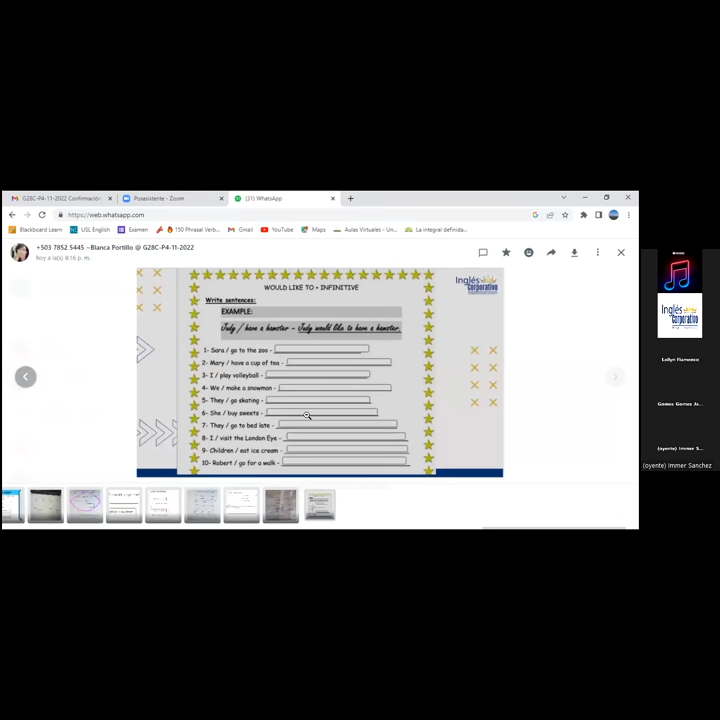 G28C-P4-11-2022 Confirmación
Posasistente - Zoom
(31) WhatsApp
https://web.whatsapp.com
Blackboard Learn
USL English
Examen
150 Phrasal Verb...
Gmail
YouTube
Maps
Aulas Virtuales - Un...
La integral definida...
+503 7852 5445 ~Blanca Portillo @ G28C-P4-11-2022
hoy a la(s) 9:16 p. m.
WOULD LIKE TO + INFINITIVE
Write sentences:
EXAMPLE:
Judy / have a hamster - Judy would like to have a hamster.
1- Sara / go to the zoo -
2- Mary / have a cup of tea -
3- I / play volleyball -
4- We / make a snowman -
5- They / go skating -
6- She / buy sweets -
7- They / go to bed late -
8- I / visit the London Eye -
9- Children / eat ice cream -
10- Robert / go for a walk -
Inglés
Corporativo
Inglés
Corporativo
Lollye Flamenco
Gomez Gomez Ju...
(oyente) Immer S...
(oyente) Immer Sanchez